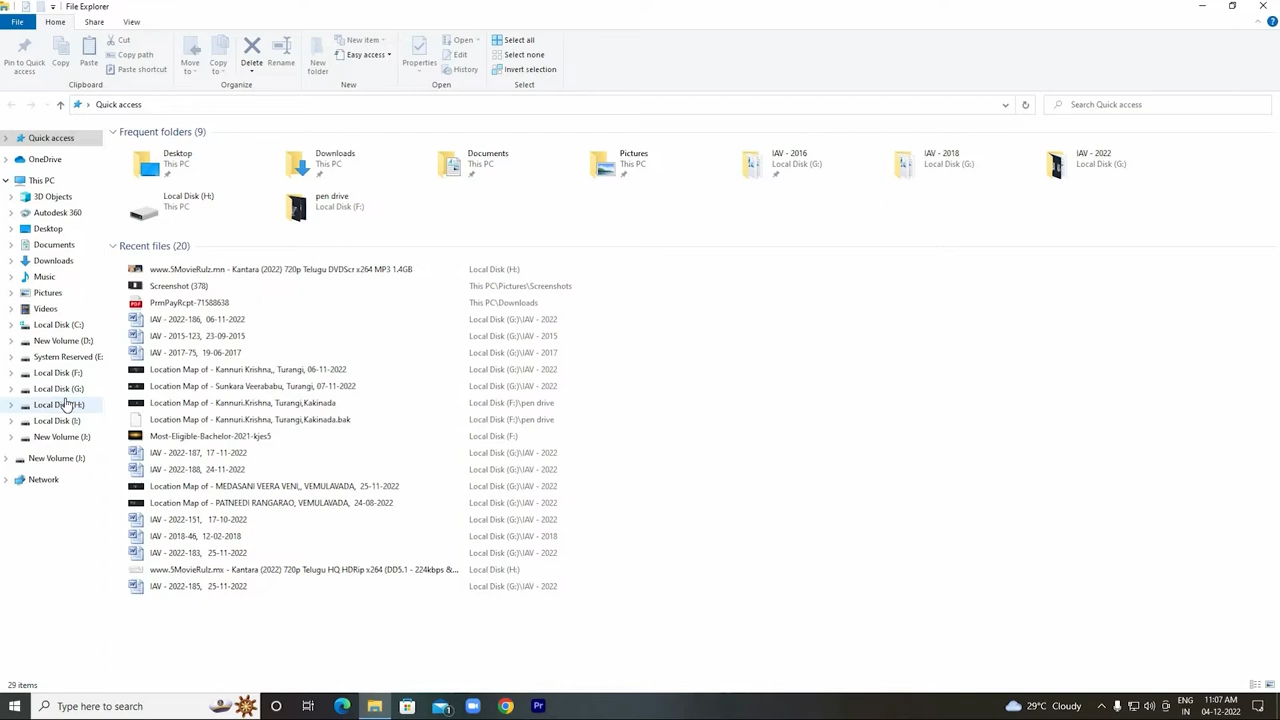 File Explorer
File Home Share View
Pin to Quick access
Copy
Paste
Cut
Copy path
Paste shortcut
Clipboard
Move to
Copy to
Delete
Rename
Organize
New folder
New item
Easy access
New
Properties
Open
Edit
History
Open
Select all
Select none
Invert selection
Select
Quick access
Search Quick access
Quick access
OneDrive
This PC
3D Objects
Autodesk 360
Desktop
Documents
Downloads
Music
Pictures
Videos
Local Disk (C:)
New Volume (D:)
System Reserved (E:
Local Disk (F:)
Local Disk (G:)
Local Disk (H:)
Local Disk (I:)
New Volume (J:)
New Volume (J:)
Network
Frequent folders (9)
Desktop
This PC
Downloads
This PC
Documents
This PC
Pictures
This PC
IAV - 2016
Local Disk (G:)
IAV - 2018
Local Disk (G:)
IAV - 2022
Local Disk (G:)
Local Disk (H:)
This PC
pen drive
Local Disk (F:)
Recent files (20)
www.5MovieRulz.mn - Kantara (2022) 720p Telugu DVDScr x264 MP3 1.4GB Local Disk (H:)
Screenshot (378) This PC\Pictures\Screenshots
PrmPayRcpt-71588638 This PC\Downloads
IAV - 2022-186, 06-11-2022 Local Disk (G:)\IAV - 2022
IAV - 2015-123, 23-09-2015 Local Disk (G:)\IAV - 2015
IAV - 2017-75, 19-06-2017 Local Disk (G:)\IAV - 2017
Location Map of - Kannuri Krishna,, Turangi, 06-11-2022 Local Disk (G:)\IAV - 2022
Location Map of - Sunkara Veerababu, Turangi, 07-11-2022 Local Disk (G:)\IAV - 2022
Location Map of - Kannuri.Krishna, Turangi,Kakinada Local Disk (F:)\pen drive
Location Map of - Kannuri.Krishna, Turangi,Kakinada.bak Local Disk (F:)\pen drive
Most-Eligible-Bachelor-2021-kjes5 Local Disk (F:)
IAV - 2022-187, 17 -11-2022 Local Disk (G:)\IAV - 2022
IAV - 2022-188, 24-11-2022 Local Disk (G:)\IAV - 2022
Location Map of - MEDASANI VEERA VENI,, VEMULAVADA, 25-11-2022 Local Disk (G:)\IAV - 2022
Location Map of - PATNEEDI RANGARAO, VEMULAVADA, 24-08-2022 Local Disk (G:)\IAV - 2022
IAV - 2022-151, 17-10-2022 Local Disk (G:)\IAV - 2022
IAV - 2018-46, 12-02-2018 Local Disk (G:)\IAV - 2018
IAV - 2022-183, 25-11-2022 Local Disk (G:)\IAV - 2022
www.5MovieRulz.mx - Kantara (2022) 720p Telugu HQ HDRip x264 (DD5.1 - 224kbps &... Local Disk (H:)
IAV - 2022-185, 25-11-2022 Local Disk (G:)\IAV - 2022
29 items
Type here to search
Pr
29°C Cloudy
ENG
IN
11:07 AM
04-12-2022